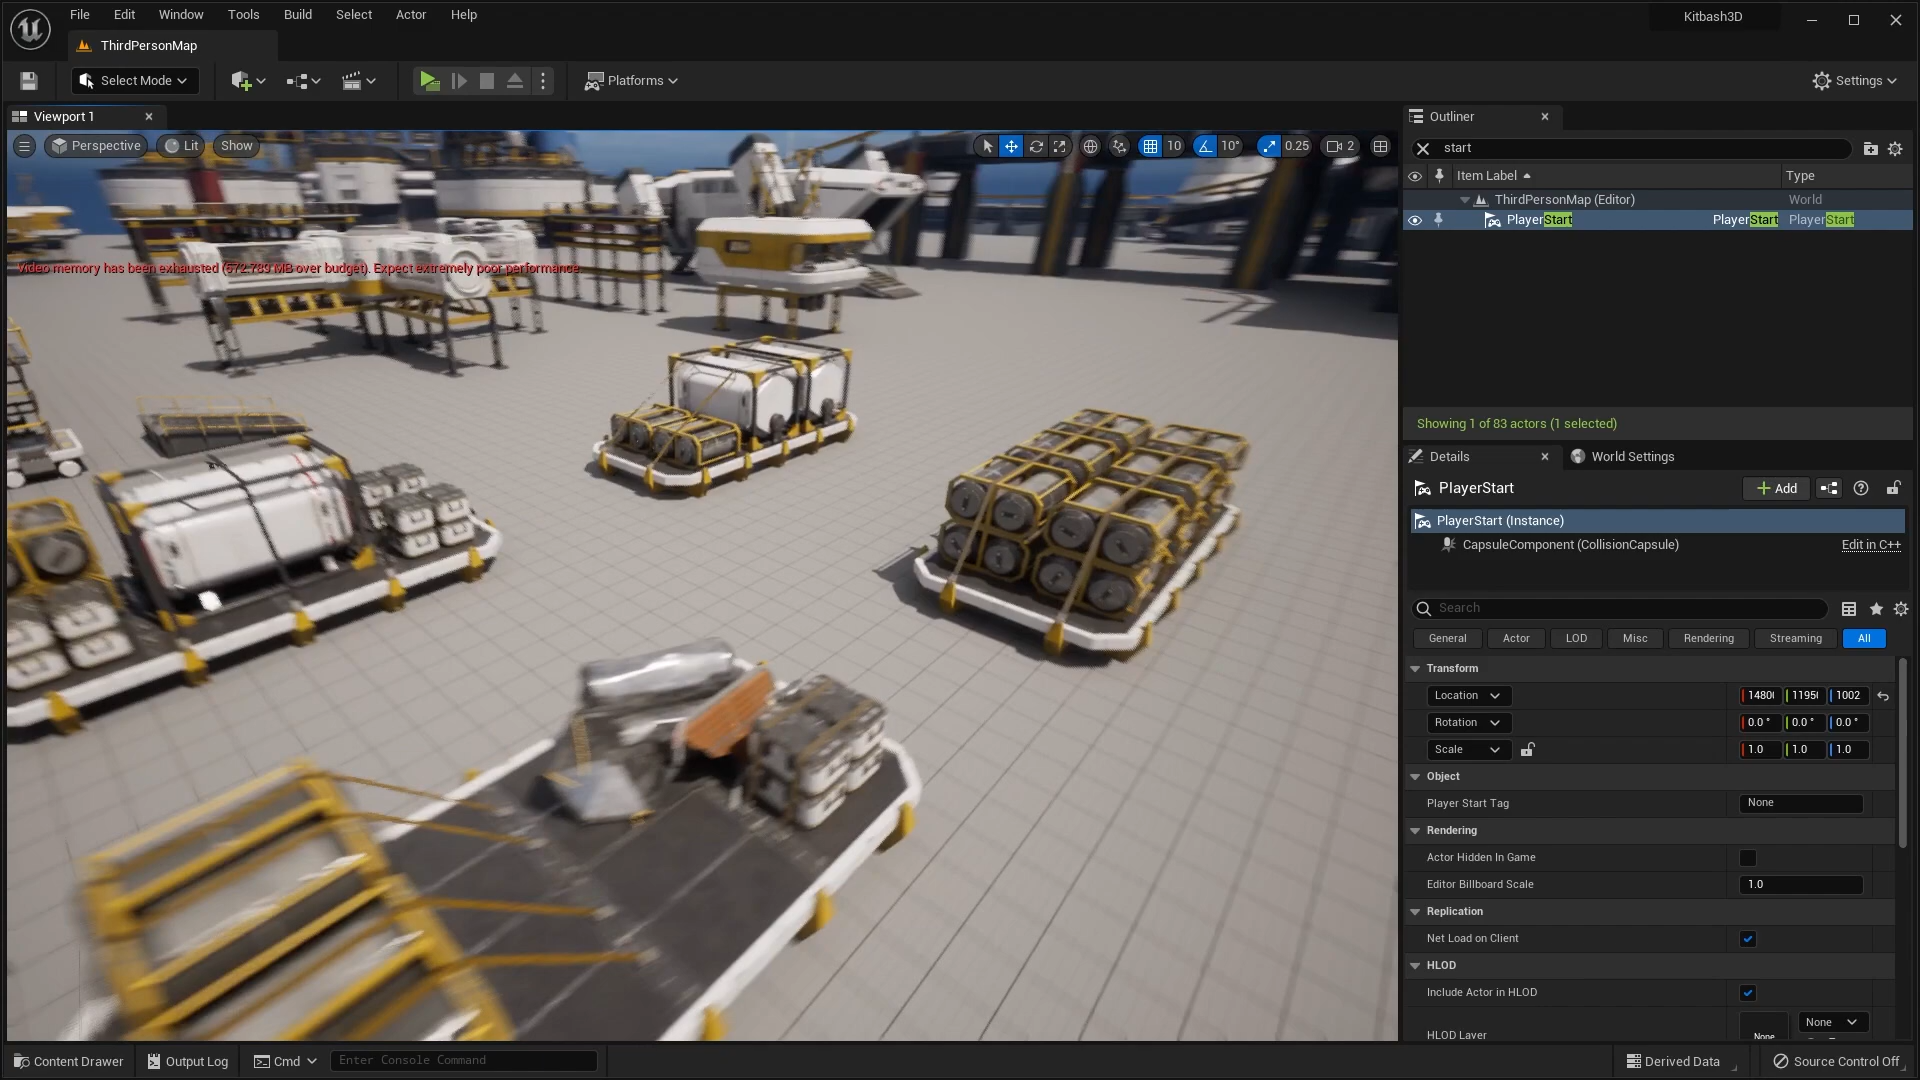 File Edit Window Tools Build Select Actor Help
Kitbash3D
ThirdPersonMap
Select Mode
Platforms
Settings
Viewport 1
Perspective Lit Show
10 10° 0.25 2
Video memory has been exhausted (572.789 MB over budget). Expect extremely poor performance.
Outliner
start
Item Label Type
ThirdPersonMap (Editor) World
PlayerStart PlayerStart PlayerStart
Showing 1 of 83 actors (1 selected)
Details World Settings
PlayerStart Add
PlayerStart (Instance)
CapsuleComponent (CollisionCapsule) Edit in C++
Search
General Actor LOD Misc Rendering Streaming All
Transform
Location 1480 1195 1002
Rotation 0.0° 0.0° 0.0°
Scale 1.0 1.0 1.0
Object
Player Start Tag None
Rendering
Actor Hidden In Game
Editor Billboard Scale 1.0
Replication
Net Load on Client
HLOD
Include Actor in HLOD
HLOD Layer None None
Content Drawer Output Log Cmd Enter Console Command Derived Data Source Control Off